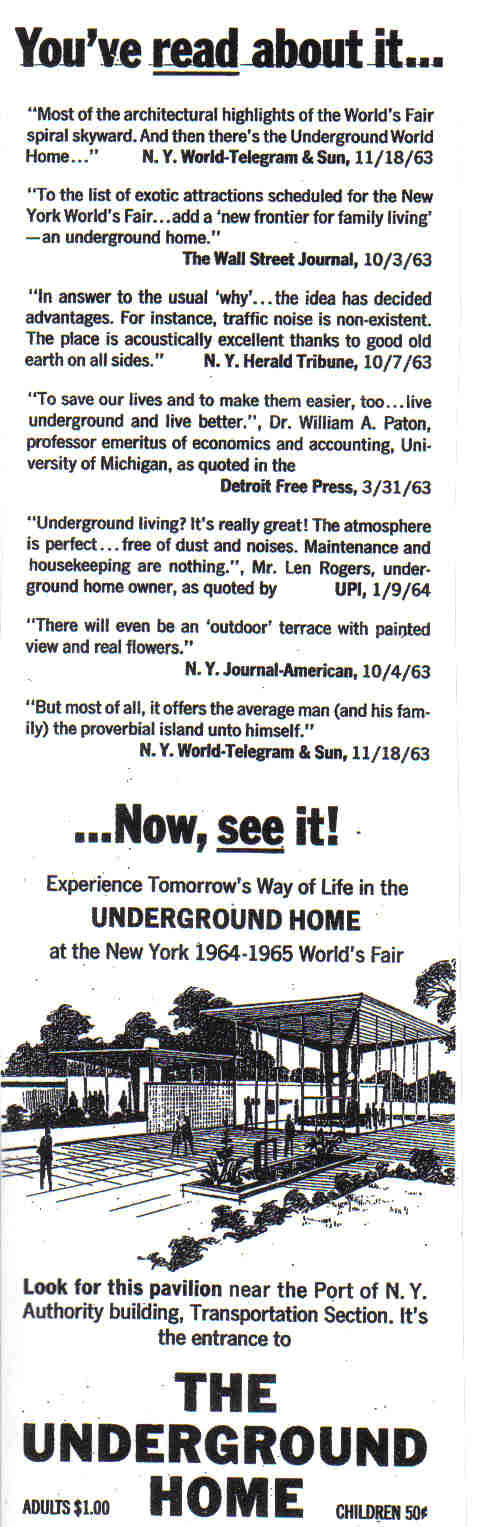 You've read about it...
"Most of the architectural highlights of the World's Fair
spiral skyward. And then there's the Underground World
Home..." N. Y. World-Telegram & Sun, 11/18/63
"To the list of exotic attractions scheduled for the New
York World's Fair...add a 'new frontier for family living'
—an underground home."
The Wall Street Journal, 10/3/63
"In answer to the usual 'why'...the idea has decided
advantages. For instance, traffic noise is non-existent.
The place is acoustically excellent thanks to good old
earth on all sides." N. Y. Herald Tribune, 10/7/63
"To save our lives and to make them easier, too...live
underground and live better.", Dr. William A. Paton,
professor emeritus of economics and accounting, Uni-
versity of Michigan, as quoted in the
Detroit Free Press, 3/31/63
"Underground living? It's really great! The atmosphere
is perfect...free of dust and noises. Maintenance and
housekeeping are nothing.", Mr. Len Rogers, under-
ground home owner, as quoted by UPI, 1/9/64
"There will even be an 'outdoor' terrace with painted
view and real flowers."
N. Y. Journal-American, 10/4/63
"But most of all, it offers the average man (and his fam-
ily) the proverbial island unto himself."
N. Y. World-Telegram & Sun, 11/18/63
...Now, see it!
Experience Tomorrow's Way of Life in the
UNDERGROUND HOME
at the New York 1964-1965 World's Fair
Look for this pavilion near the Port of N. Y.
Authority building, Transportation Section. It's
the entrance to
THE
UNDERGROUND
HOME
ADULTS $1.00 CHILDREN 50¢